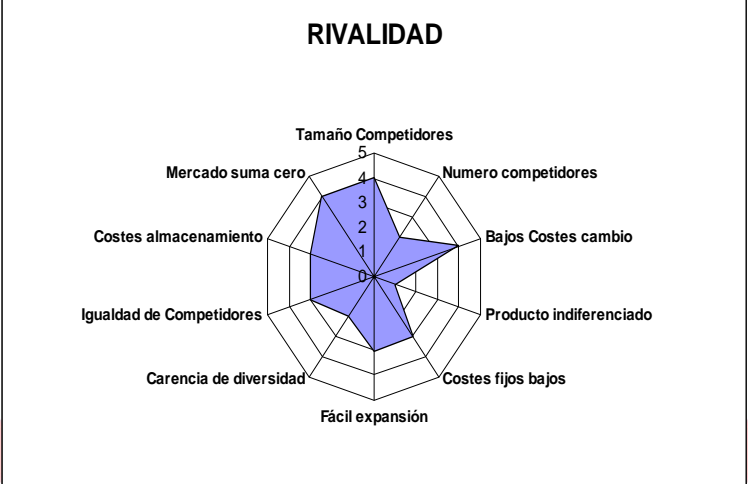 RIVALIDAD
Tamaño Competidores
5
Mercado suma cero
4
Numero competidores
3
Costes almacenamiento
2
Bajos Costes cambio
1
0
Igualdad de Competidores
Producto indiferenciado
Carencia de diversidad
Costes fijos bajos
Fácil expansión